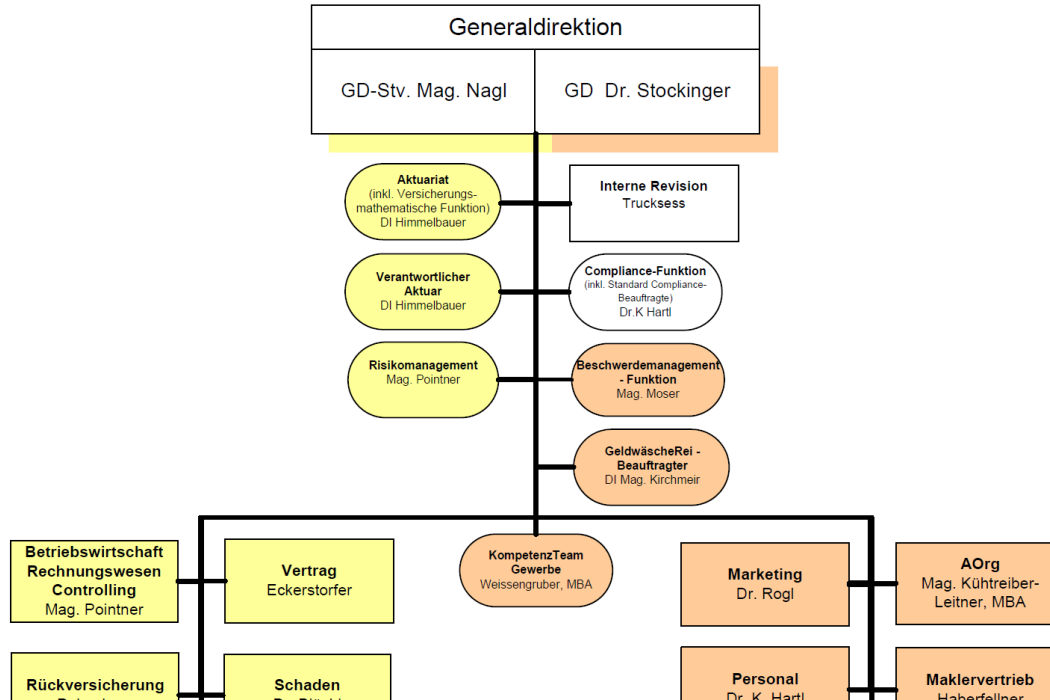 Generaldirektion
GD-Stv. Mag. Nagl
GD Dr. Stockinger
Aktuariat
(inkl. Versicherungs-
mathematische Funktion)
DI Himmelbauer
Interne Revision
Trucksess
Verantwortlicher
Aktuar
DI Himmelbauer
Compliance-Funktion
(inkl. Standard Compliance-
Beauftragte)
Dr.K Hartl
Risikomanagement
Mag. Pointner
Beschwerdemanagement
- Funktion
Mag. Moser
GeldwäscheRei -
Beauftragter
DI Mag. Kirchmeir
Betriebswirtschaft
Rechnungswesen
Controlling
Mag. Pointner
Vertrag
Eckerstorfer
KompetenzTeam
Gewerbe
Weissengruber, MBA
Marketing
Dr. Rogl
AOrg
Mag. Kühtreiber-
Leitner, MBA
Rückversicherung
Schaden
Personal
Dr. K. Hartl
Maklervertrieb
Haberfellner